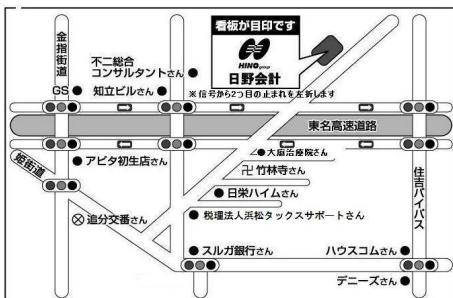 看板が目印です
HINO group
日野会計
※信号から2つ目の止まれを左折します
金指街道
不二総合
コンサルタントさん
GS
知立ビルさん
東名高速道路
姫街道
アピタ初生店さん
大庭治療院さん
卍竹林寺さん
日栄ハイムさん
住吉バイパス
追分交番さん
税理法人浜松タックスサポートさん
スルガ銀行さん
ハウスコムさん
デニーズさん